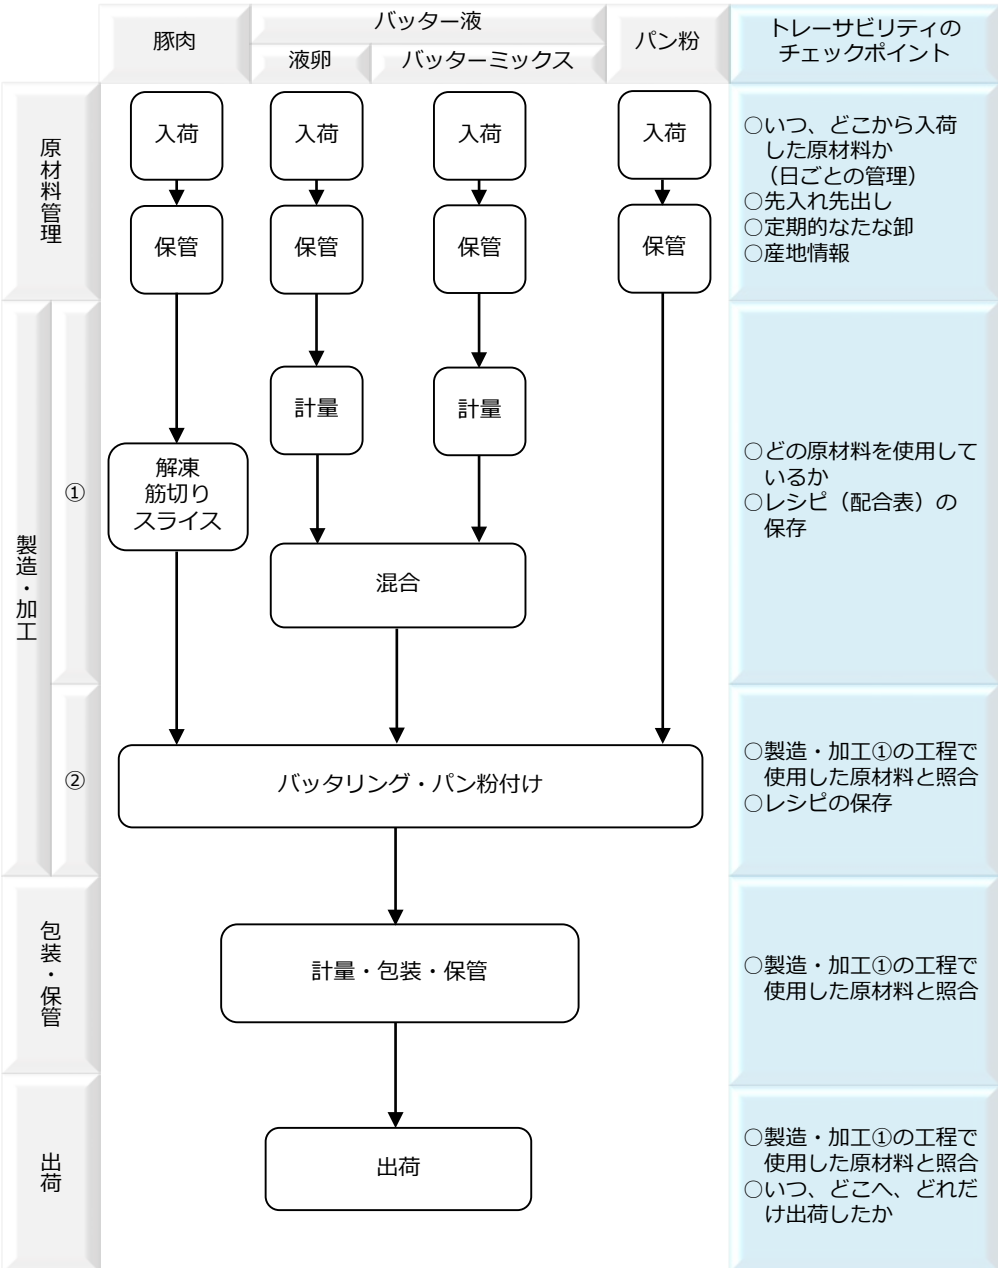 豚肉
バッター液
液卵
バッターミックス
パン粉
トレーサビリティの
チェックポイント
原材料管理
入荷
入荷
入荷
入荷
保管
保管
保管
保管
○いつ、どこから入荷
した原材料か
（日ごとの管理）
○先入れ先出し
○定期的なたな卸
○産地情報
製造・加工
①
計量
計量
解凍
筋切り
スライス
混合
○どの原材料を使用して
いるか
○レシピ（配合表）の
保存
②
バッタリング・パン粉付け
○製造・加工①の工程で
使用した原材料と照合
○レシピの保存
包装・保管
計量・包装・保管
○製造・加工①の工程で
使用した原材料と照合
出荷
出荷
○製造・加工①の工程で
使用した原材料と照合
○いつ、どこへ、どれだ
け出荷したか